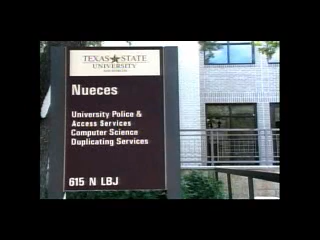 TEXAS★STATE
UNIVERSITY
Nueces
University Police &
Access Services
Computer Science
Duplicating Services
615 N LBJ